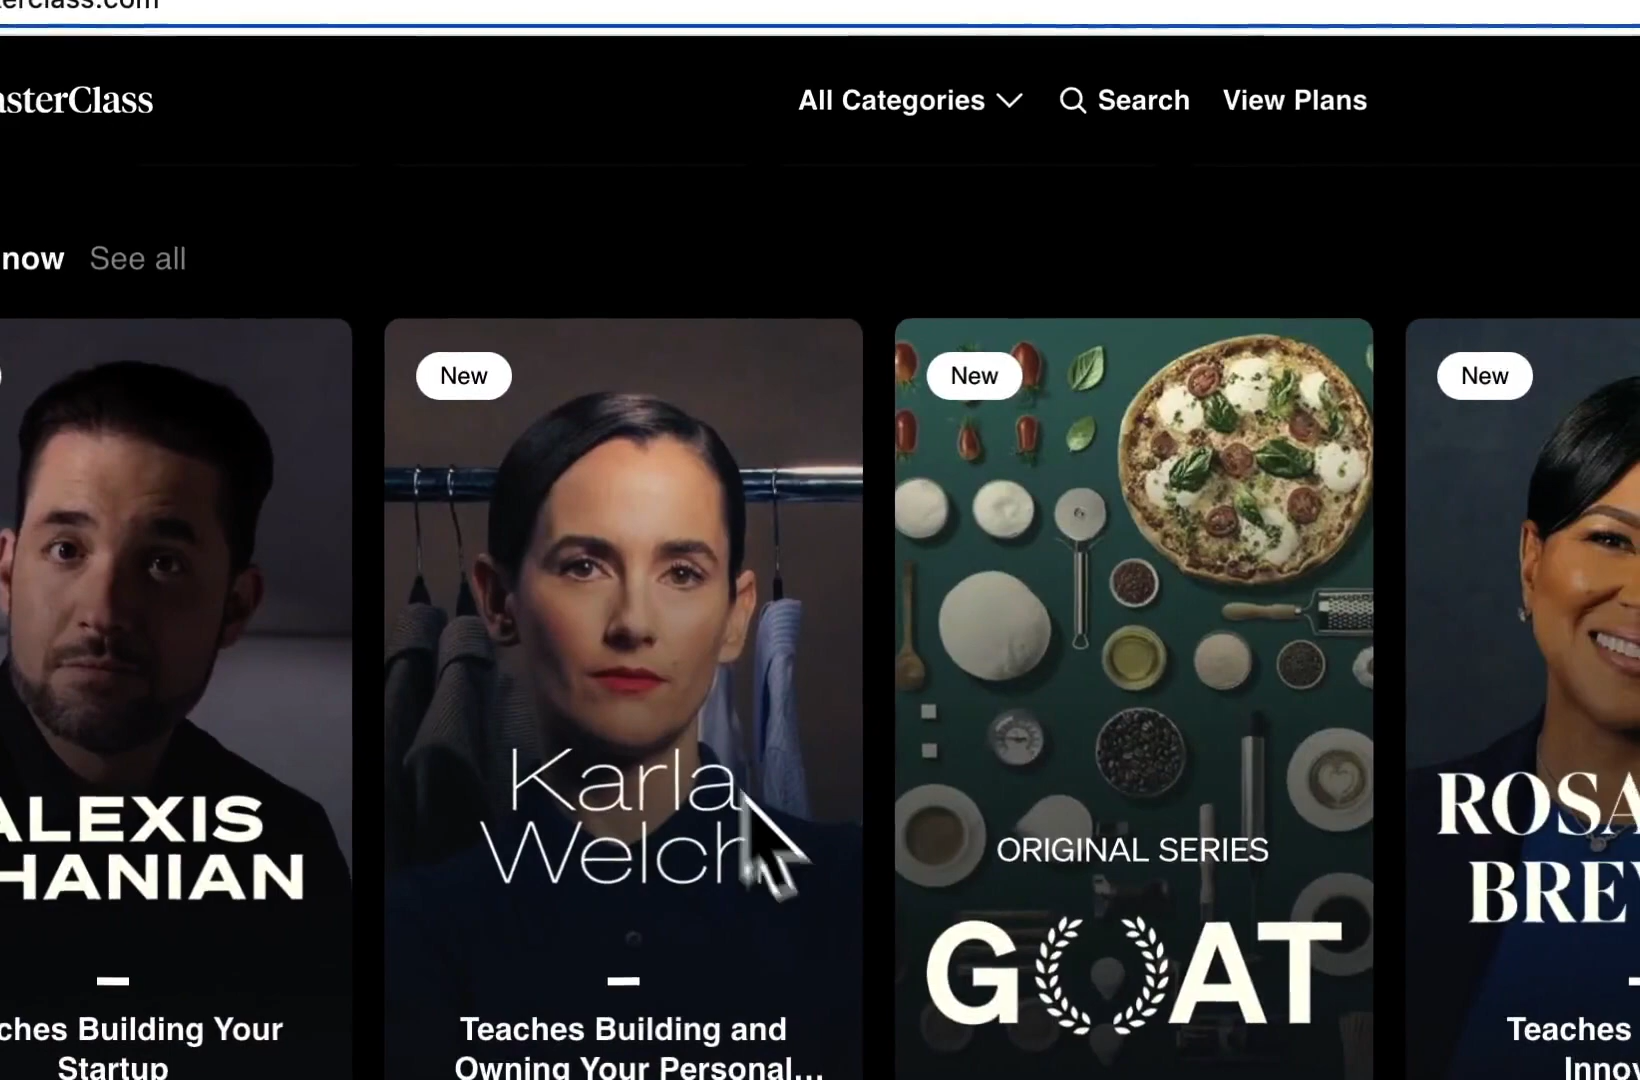 erclass.com
asterClass
All Categories
Search
View Plans
now
See all
New
New
New
ALEXIS
HANIAN
Karla
Welch
ORIGINAL SERIES
GOAT
ROSA
BRE
ches Building Your
Startup
Teaches Building and
Owning Your Personal...
Teaches
Innov